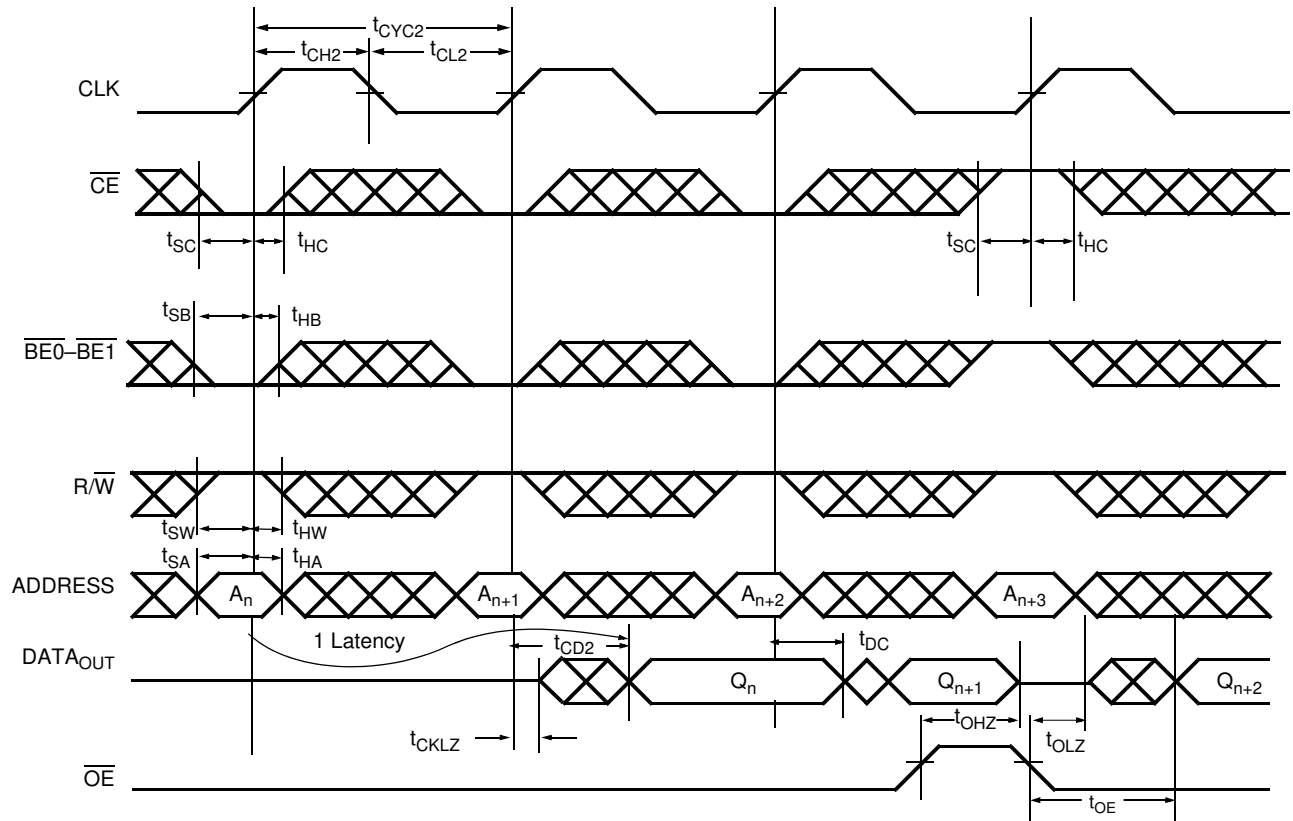 tCYC2
tCH2
tCL2
CLK
CE
tSC
tHC
tSC
tHC
tSB
tHB
BE0–BE1
R/W
tSW
tHW
tSA
tHA
ADDRESS
An
An+1
An+2
An+3
1 Latency
tCD2
tDC
DATAOUT
Qn
Qn+1
Qn+2
tOHZ
tCKLZ
tOLZ
OE
tOE